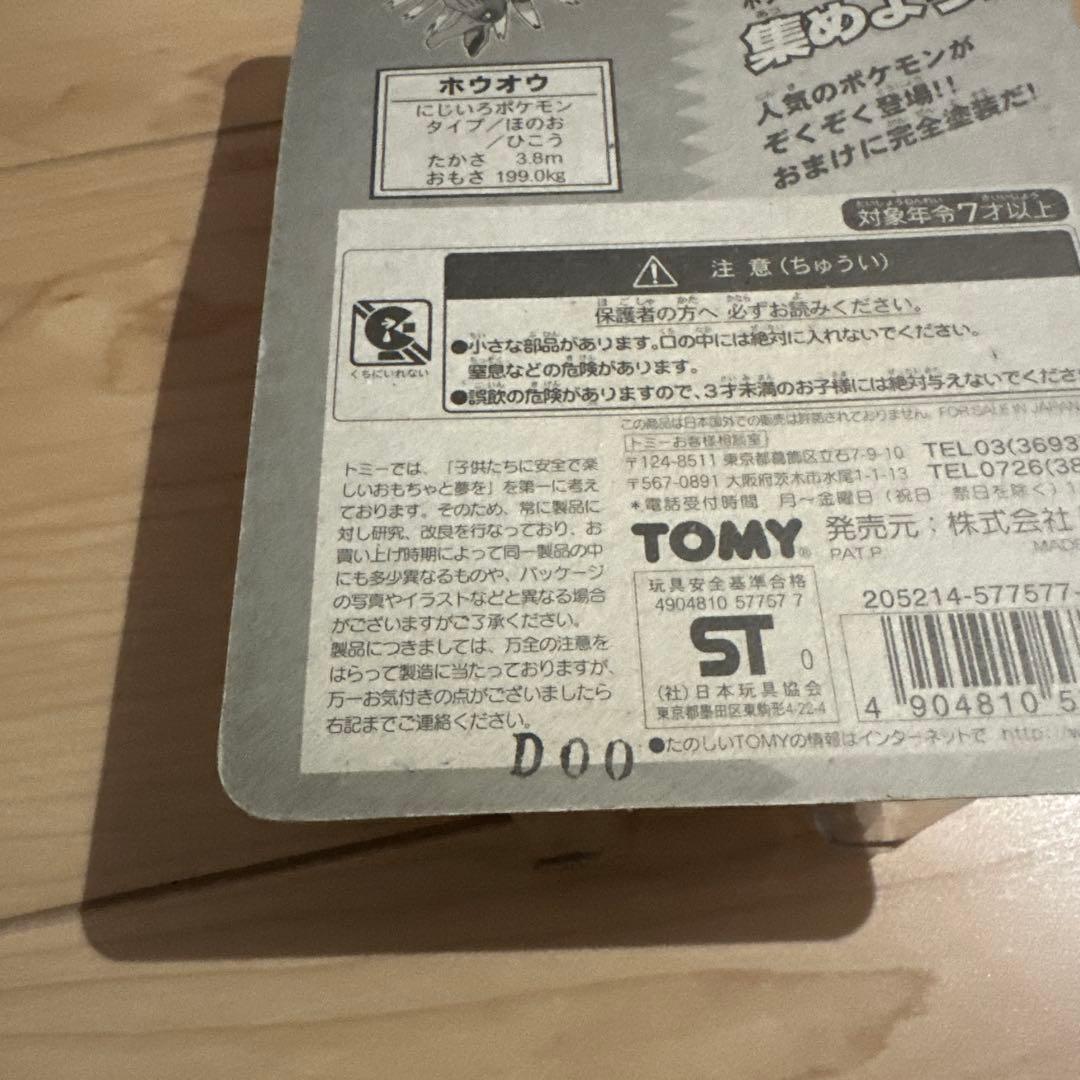 集めよう
人気のポケモンが
ぞくぞく登場!!
おまけに完全塗装だ!
ホウオウ
にじいろポケモン
タイプ/ほのお
/ひこう
たかさ 3.8m
おもさ 199.0kg
対象年令7才以上
注意(ちゅうい)
保護者の方へ 必ずお読みください。
●小さな部品があります。口の中には絶対に入れないでください。
窒息などの危険があります。
●誤飲の危険がありますので、3才未満のお子様には絶対与えないでくださ
くちにいれない
この商品は日本国外での販売は許諾されておりません。FOR SALE IN JAPAN
トミーお客様相談室
〒124-8511 東京都葛飾区立石7-9-10 TEL03(3693
〒567-0891 大阪府茨木市水尾1-1-13 TEL0726(38
*電話受付時間 月~金曜日(祝日 祭日を除く)1
TOMY® 発売元:株式会社
PAT.P. MADE
トミーでは、「子供たちに安全で楽
しいおもちゃと夢を」を第一に考え
ております。そのため、常に製品に
対し研究、改良を行なっており、お
買い上げ時期によって同一製品の中
にも多少異なるものや、パッケージ
の写真やイラストなどと異なる場合
がございますがご了承ください。
製品につきましては、万全の注意を
はらって製造に当たっておりますが、
万一お気付きの点がございましたら
右記までご連絡ください。
玩具安全基準合格
4904810 57757 7
ST 0
(社)日本玩具協会
東京都墨田区東駒形4-22-4
205214-577577-
4 904810 5
●たのしいTOMYの情報はインターネットで http://w
D00